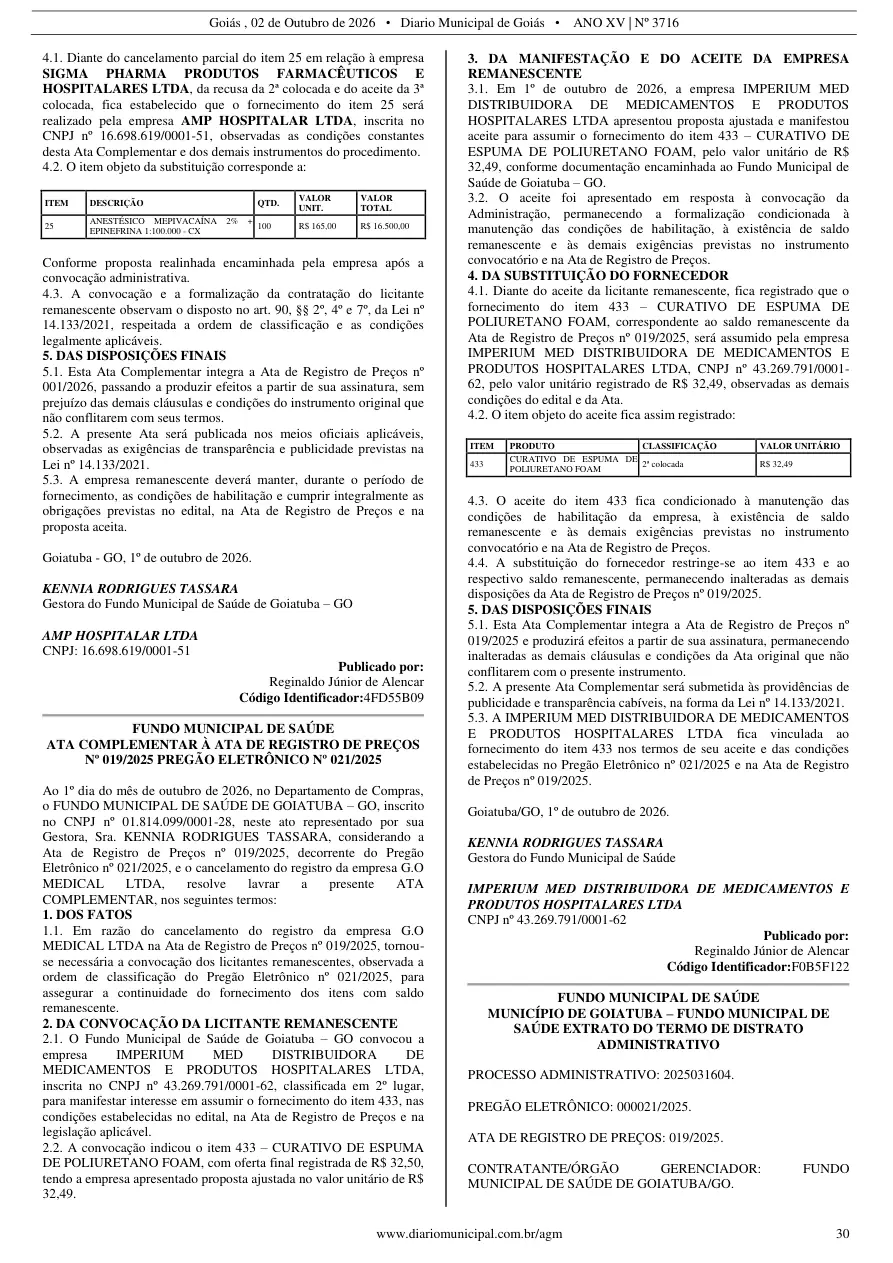 Goiás , 02 de Outubro de 2026 • Diario Municipal de Goiás • ANO XV | Nº 3716
4.1. Diante do cancelamento parcial do item 25 em relação à empresa
SIGMA PHARMA PRODUTOS FARMACÊUTICOS E
HOSPITALARES LTDA, da recusa da 2ª colocada e do aceite da 3ª
colocada, fica estabelecido que o fornecimento do item 25 será
realizado pela empresa AMP HOSPITALAR LTDA, inscrita no
CNPJ nº 16.698.619/0001-51, observadas as condições constantes
desta Ata Complementar e dos demais instrumentos do procedimento.
4.2. O item objeto da substituição corresponde a:
ITEM DESCRIÇÃO QTD. VALOR UNIT. VALOR TOTAL
25 ANESTÉSICO MEPIVACAÍNA 2% + EPINEFRINA 1:100.000 - CX 100 R$ 165,00 R$ 16.500,00
Conforme proposta realinhada encaminhada pela empresa após a
convocação administrativa.
4.3. A convocação e a formalização da contratação do licitante
remanescente observam o disposto no art. 90, §§ 2º, 4º e 7º, da Lei nº
14.133/2021, respeitada a ordem de classificação e as condições
legalmente aplicáveis.
5. DAS DISPOSIÇÕES FINAIS
5.1. Esta Ata Complementar integra a Ata de Registro de Preços nº
001/2026, passando a produzir efeitos a partir de sua assinatura, sem
prejuízo das demais cláusulas e condições do instrumento original que
não conflitarem com seus termos.
5.2. A presente Ata será publicada nos meios oficiais aplicáveis,
observadas as exigências de transparência e publicidade previstas na
Lei nº 14.133/2021.
5.3. A empresa remanescente deverá manter, durante o período de
fornecimento, as condições de habilitação e cumprir integralmente as
obrigações previstas no edital, na Ata de Registro de Preços e na
proposta aceita.
Goiatuba - GO, 1º de outubro de 2026.
KENNIA RODRIGUES TASSARA
Gestora do Fundo Municipal de Saúde de Goiatuba – GO
AMP HOSPITALAR LTDA
CNPJ: 16.698.619/0001-51
Publicado por:
Reginaldo Júnior de Alencar
Código Identificador:4FD55B09
FUNDO MUNICIPAL DE SAÚDE
ATA COMPLEMENTAR À ATA DE REGISTRO DE PREÇOS
Nº 019/2025 PREGÃO ELETRÔNICO Nº 021/2025
Ao 1º dia do mês de outubro de 2026, no Departamento de Compras,
o FUNDO MUNICIPAL DE SAÚDE DE GOIATUBA – GO, inscrito
no CNPJ nº 01.814.099/0001-28, neste ato representado por sua
Gestora, Sra. KENNIA RODRIGUES TASSARA, considerando a
Ata de Registro de Preços nº 019/2025, decorrente do Pregão
Eletrônico nº 021/2025, e o cancelamento do registro da empresa G.O
MEDICAL LTDA, resolve lavrar a presente ATA
COMPLEMENTAR, nos seguintes termos:
1. DOS FATOS
1.1. Em razão do cancelamento do registro da empresa G.O
MEDICAL LTDA na Ata de Registro de Preços nº 019/2025, tornou-
se necessária a convocação dos licitantes remanescentes, observada a
ordem de classificação do Pregão Eletrônico nº 021/2025, para
assegurar a continuidade do fornecimento dos itens com saldo
remanescente.
2. DA CONVOCAÇÃO DA LICITANTE REMANESCENTE
2.1. O Fundo Municipal de Saúde de Goiatuba – GO convocou a
empresa IMPERIUM MED DISTRIBUIDORA DE
MEDICAMENTOS E PRODUTOS HOSPITALARES LTDA,
inscrita no CNPJ nº 43.269.791/0001-62, classificada em 2º lugar,
para manifestar interesse em assumir o fornecimento do item 433, nas
condições estabelecidas no edital, na Ata de Registro de Preços e na
legislação aplicável.
2.2. A convocação indicou o item 433 – CURATIVO DE ESPUMA
DE POLIURETANO FOAM, com oferta final registrada de R$ 32,50,
tendo a empresa apresentado proposta ajustada no valor unitário de R$
32,49.
3. DA MANIFESTAÇÃO E DO ACEITE DA EMPRESA
REMANESCENTE
3.1. Em 1º de outubro de 2026, a empresa IMPERIUM MED
DISTRIBUIDORA DE MEDICAMENTOS E PRODUTOS
HOSPITALARES LTDA apresentou proposta ajustada e manifestou
aceite para assumir o fornecimento do item 433 – CURATIVO DE
ESPUMA DE POLIURETANO FOAM, pelo valor unitário de R$
32,49, conforme documentação encaminhada ao Fundo Municipal de
Saúde de Goiatuba – GO.
3.2. O aceite foi apresentado em resposta à convocação da
Administração, permanecendo a formalização condicionada à
manutenção das condições de habilitação, à existência de saldo
remanescente e às demais exigências previstas no instrumento
convocatório e na Ata de Registro de Preços.
4. DA SUBSTITUIÇÃO DO FORNECEDOR
4.1. Diante do aceite da licitante remanescente, fica registrado que o
fornecimento do item 433 – CURATIVO DE ESPUMA DE
POLIURETANO FOAM, correspondente ao saldo remanescente da
Ata de Registro de Preços nº 019/2025, será assumido pela empresa
IMPERIUM MED DISTRIBUIDORA DE MEDICAMENTOS E
PRODUTOS HOSPITALARES LTDA, CNPJ nº 43.269.791/0001-
62, pelo valor unitário registrado de R$ 32,49, observadas as demais
condições do edital e da Ata.
4.2. O item objeto do aceite fica assim registrado:
ITEM PRODUTO CLASSIFICAÇÃO VALOR UNITÁRIO
433 CURATIVO DE ESPUMA DE POLIURETANO FOAM 2ª colocada R$ 32,49
4.3. O aceite do item 433 fica condicionado à manutenção das
condições de habilitação da empresa, à existência de saldo
remanescente e às demais exigências previstas no instrumento
convocatório e na Ata de Registro de Preços.
4.4. A substituição do fornecedor restringe-se ao item 433 e ao
respectivo saldo remanescente, permanecendo inalteradas as demais
disposições da Ata de Registro de Preços nº 019/2025.
5. DAS DISPOSIÇÕES FINAIS
5.1. Esta Ata Complementar integra a Ata de Registro de Preços nº
019/2025 e produzirá efeitos a partir de sua assinatura, permanecendo
inalteradas as demais cláusulas e condições da Ata original que não
conflitarem com o presente instrumento.
5.2. A presente Ata Complementar será submetida às providências de
publicidade e transparência cabíveis, na forma da Lei nº 14.133/2021.
5.3. A IMPERIUM MED DISTRIBUIDORA DE MEDICAMENTOS
E PRODUTOS HOSPITALARES LTDA fica vinculada ao
fornecimento do item 433 nos termos de seu aceite e das condições
estabelecidas no Pregão Eletrônico nº 021/2025 e na Ata de Registro
de Preços nº 019/2025.
Goiatuba/GO, 1º de outubro de 2026.
KENNIA RODRIGUES TASSARA
Gestora do Fundo Municipal de Saúde
IMPERIUM MED DISTRIBUIDORA DE MEDICAMENTOS E
PRODUTOS HOSPITALARES LTDA
CNPJ nº 43.269.791/0001-62
Publicado por:
Reginaldo Júnior de Alencar
Código Identificador:F0B5F122
FUNDO MUNICIPAL DE SAÚDE
MUNICÍPIO DE GOIATUBA – FUNDO MUNICIPAL DE
SAÚDE EXTRATO DO TERMO DE DISTRATO
ADMINISTRATIVO
PROCESSO ADMINISTRATIVO: 2025031604.
PREGÃO ELETRÔNICO: 000021/2025.
ATA DE REGISTRO DE PREÇOS: 019/2025.
CONTRATANTE/ÓRGÃO GERENCIADOR: FUNDO
MUNICIPAL DE SAÚDE DE GOIATUBA/GO.
www.diariomunicipal.com.br/agm 30